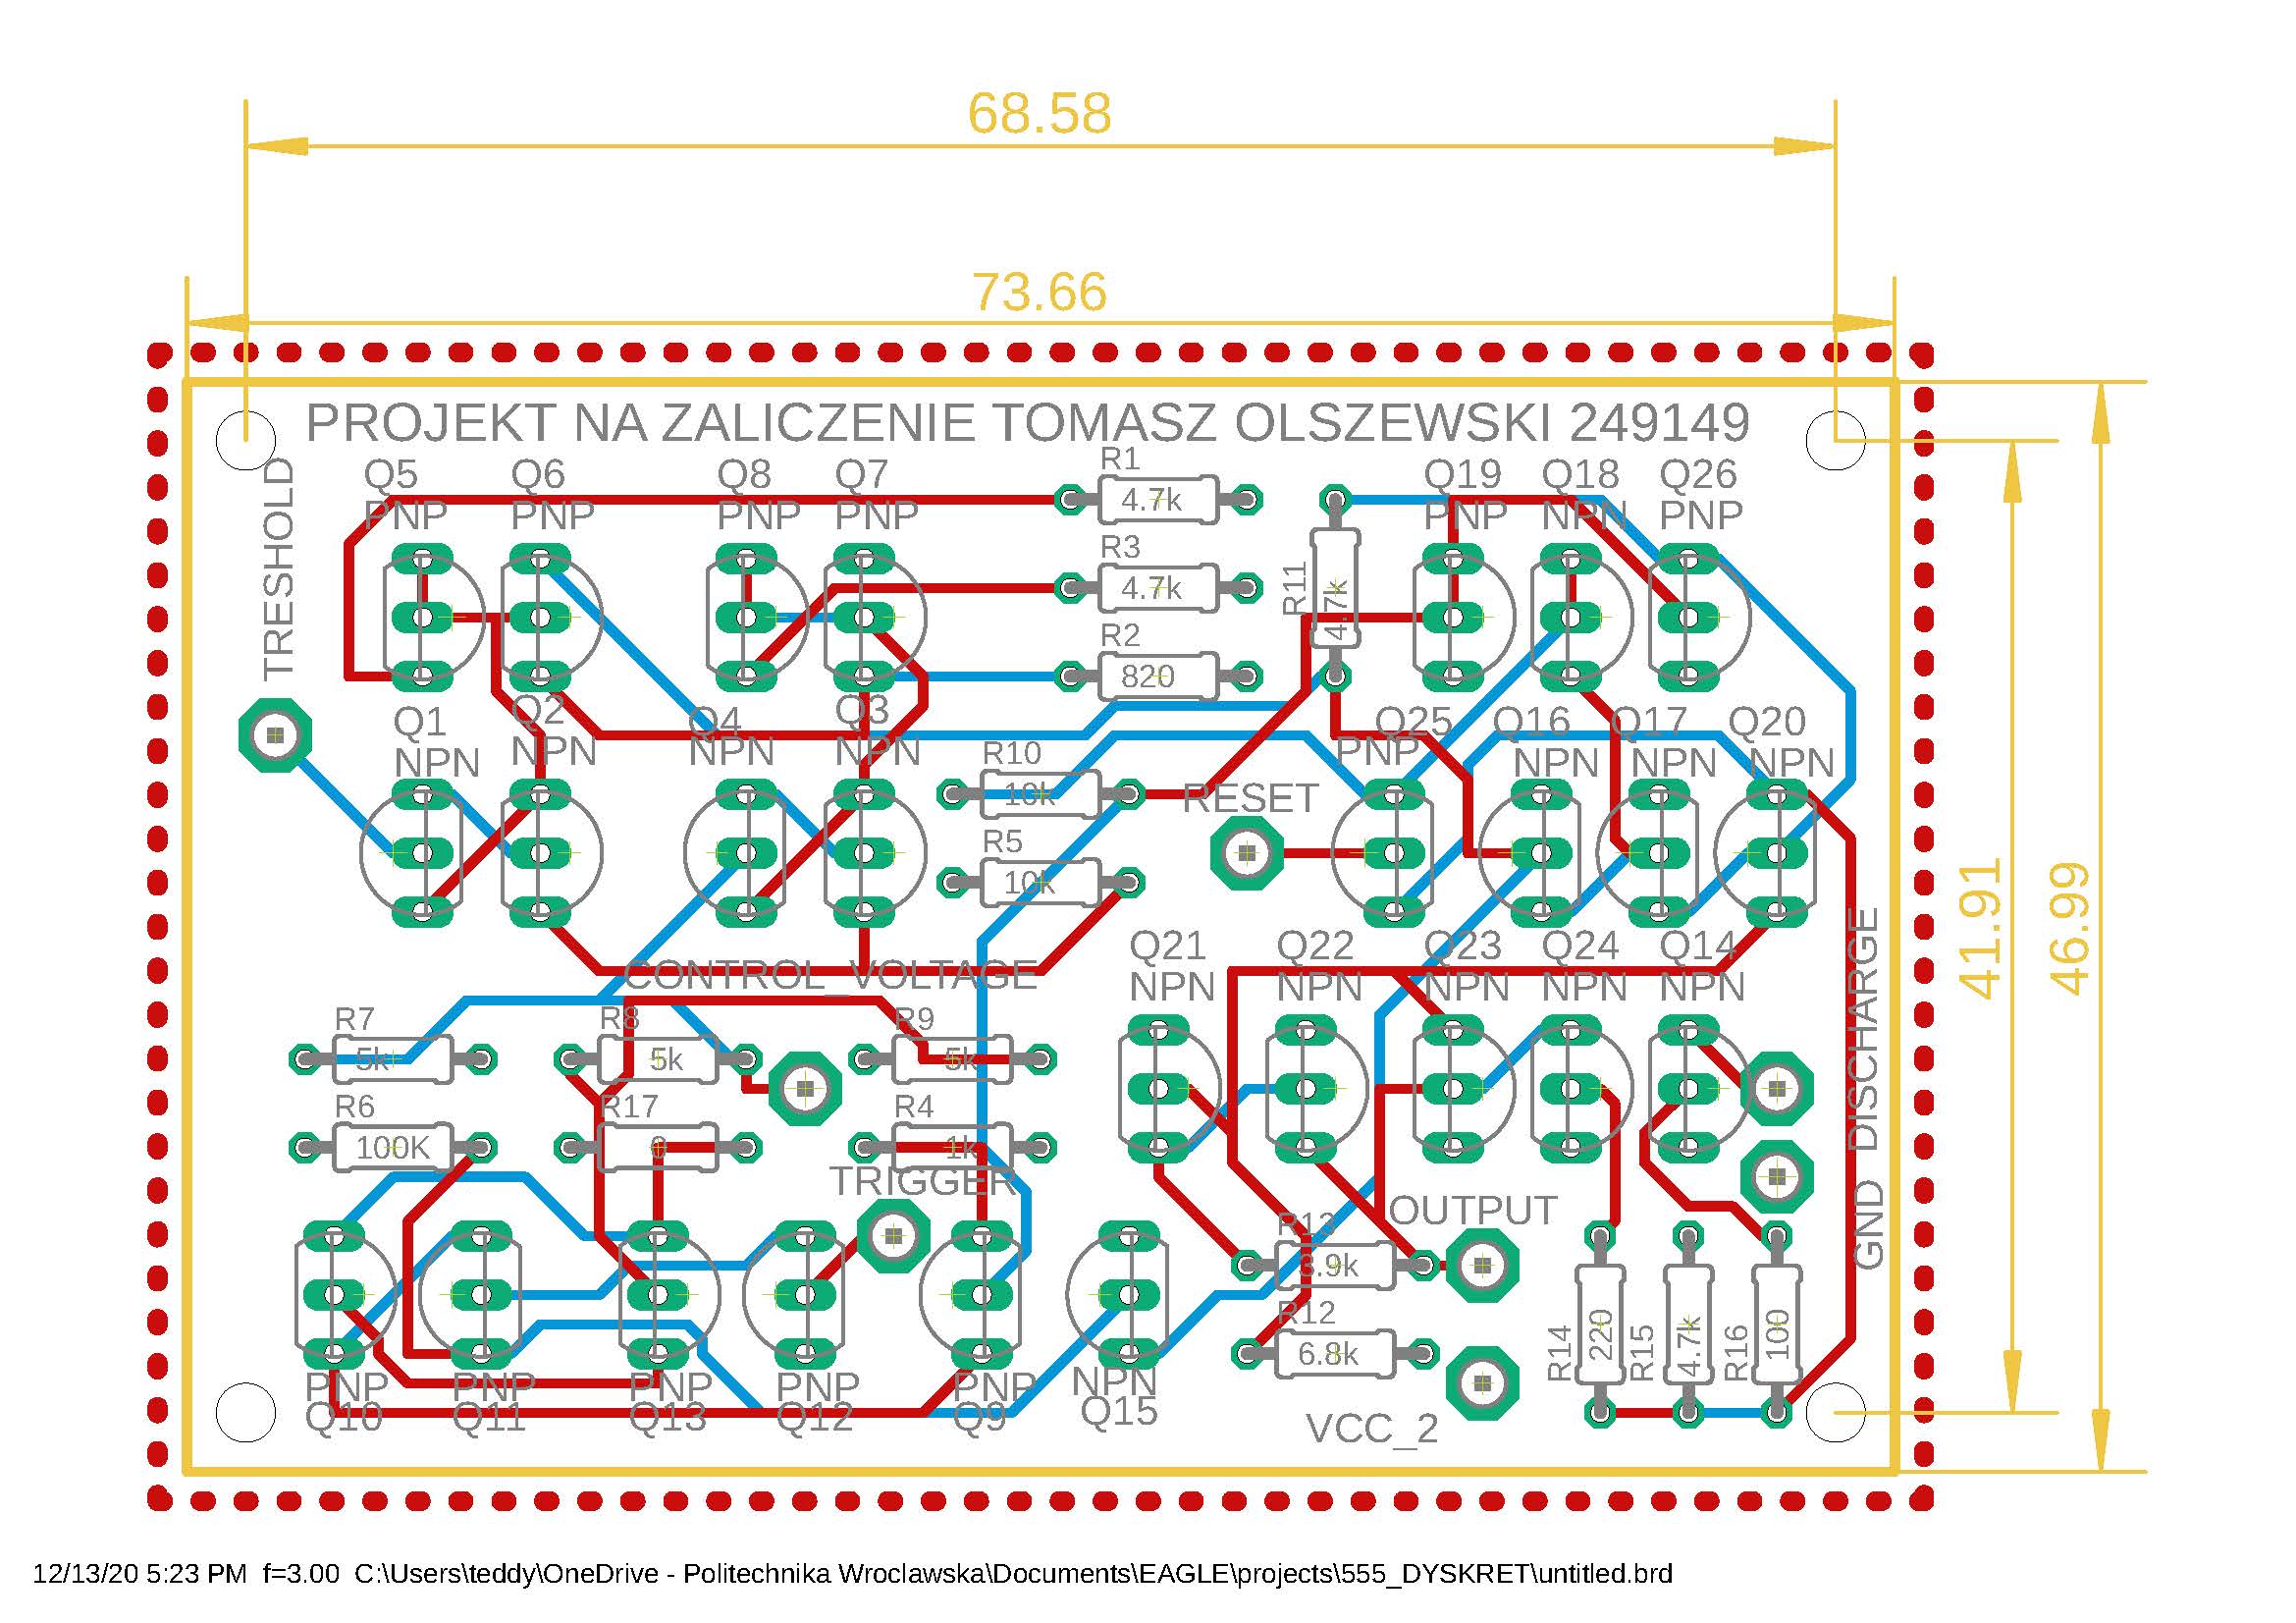 68.58
73.66
PROJEKT NA ZALICZENIE TOMASZ OLSZEWSKI 249149
TRESHOLD
Q5
PNP
Q6
PNP
Q8
PNP
Q7
PNP
R1
4.7k
R3
4.7k
R2
820
R11
4.7k
Q19
PNP
Q18
NPN
Q26
PNP
Q1
NPN
Q2
NPN
Q4
NPN
Q3
NPN
R10
10k
R5
10k
RESET
Q25
PNP
Q16
NPN
Q17
NPN
Q20
NPN
41.91
46.99
CONTROL_VOLTAGE
Q21
NPN
Q22
NPN
Q23
NPN
Q24
NPN
Q14
NPN
DISCHARGE
GND
R7
5k
R8
5k
R9
5k
R6
100K
R17
0
R4
1k
TRIGGER
OUTPUT
R13
3.9k
R12
6.8k
R14
220
R15
4.7k
R16
100
PNP
Q10
PNP
Q11
PNP
Q13
PNP
Q12
PNP
Q9
NPN
Q15
VCC_2
12/13/20 5:23 PM f=3.00 C:\Users\teddy\OneDrive - Politechnika Wroclawska\Documents\EAGLE\projects\555_DYSKRET\untitled.brd